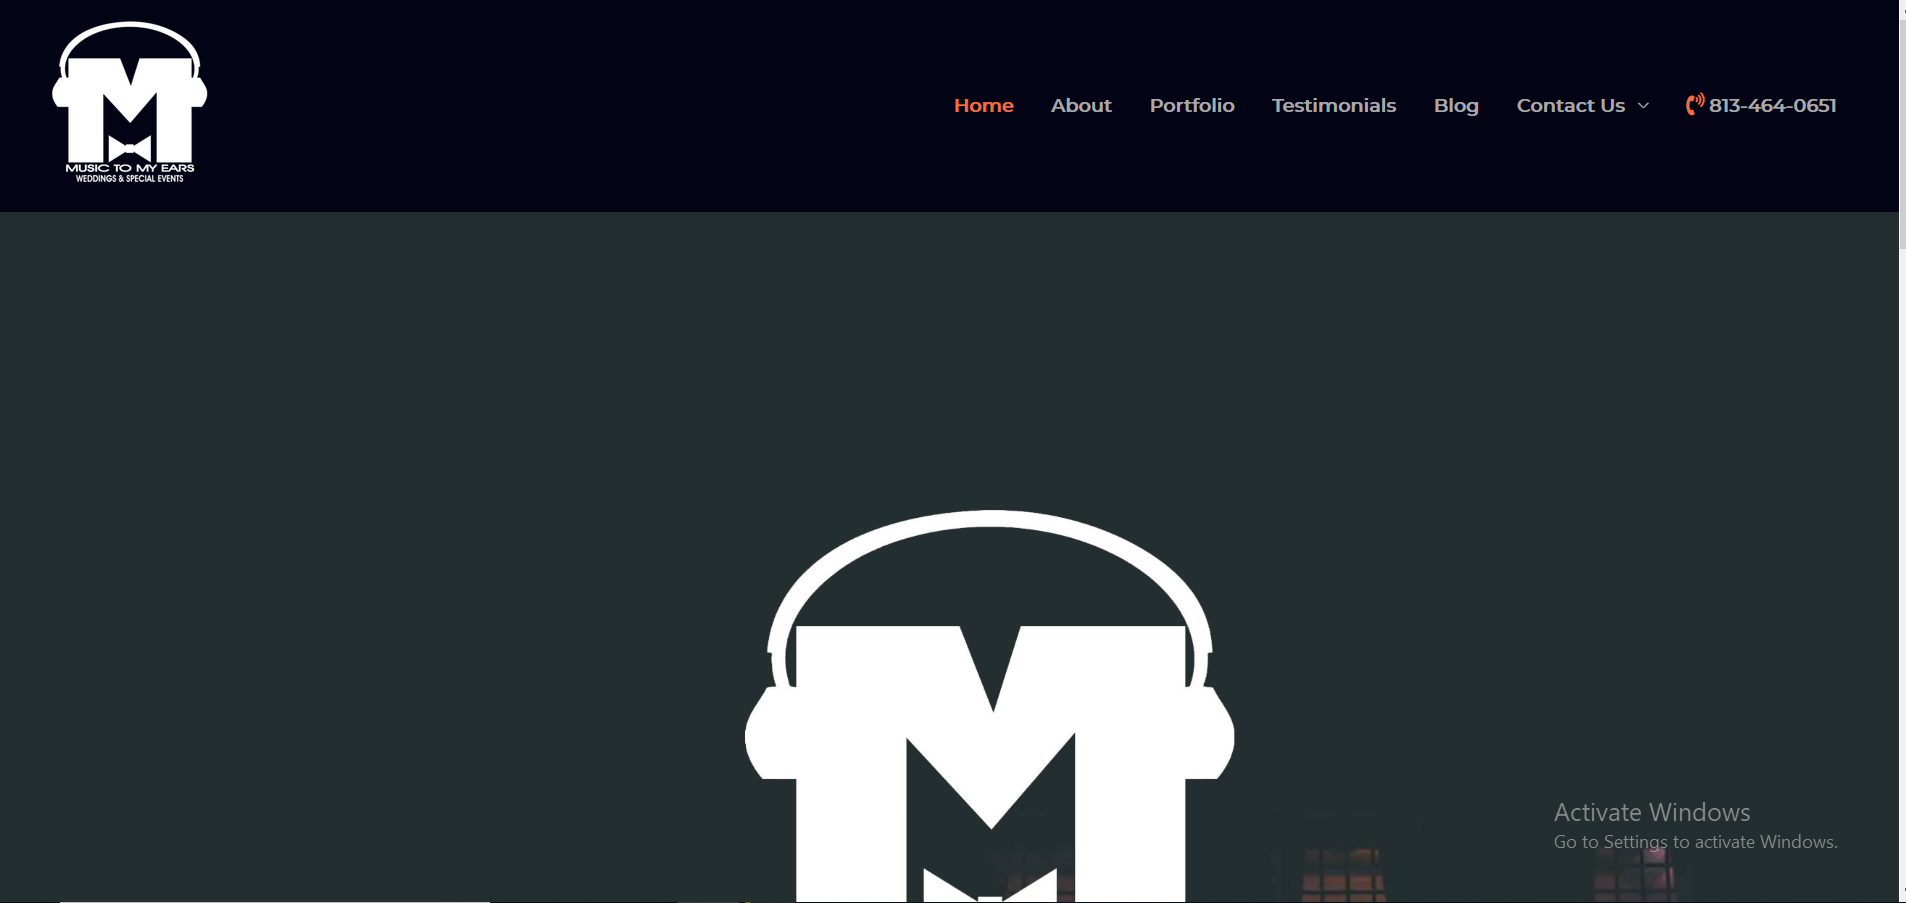 MUSIC TO MY EARS
WEDDINGS & SPECIAL EVENTS
Home About Portfolio Testimonials Blog Contact Us 813-464-0651
M
Activate Windows
Go to Settings to activate Windows.